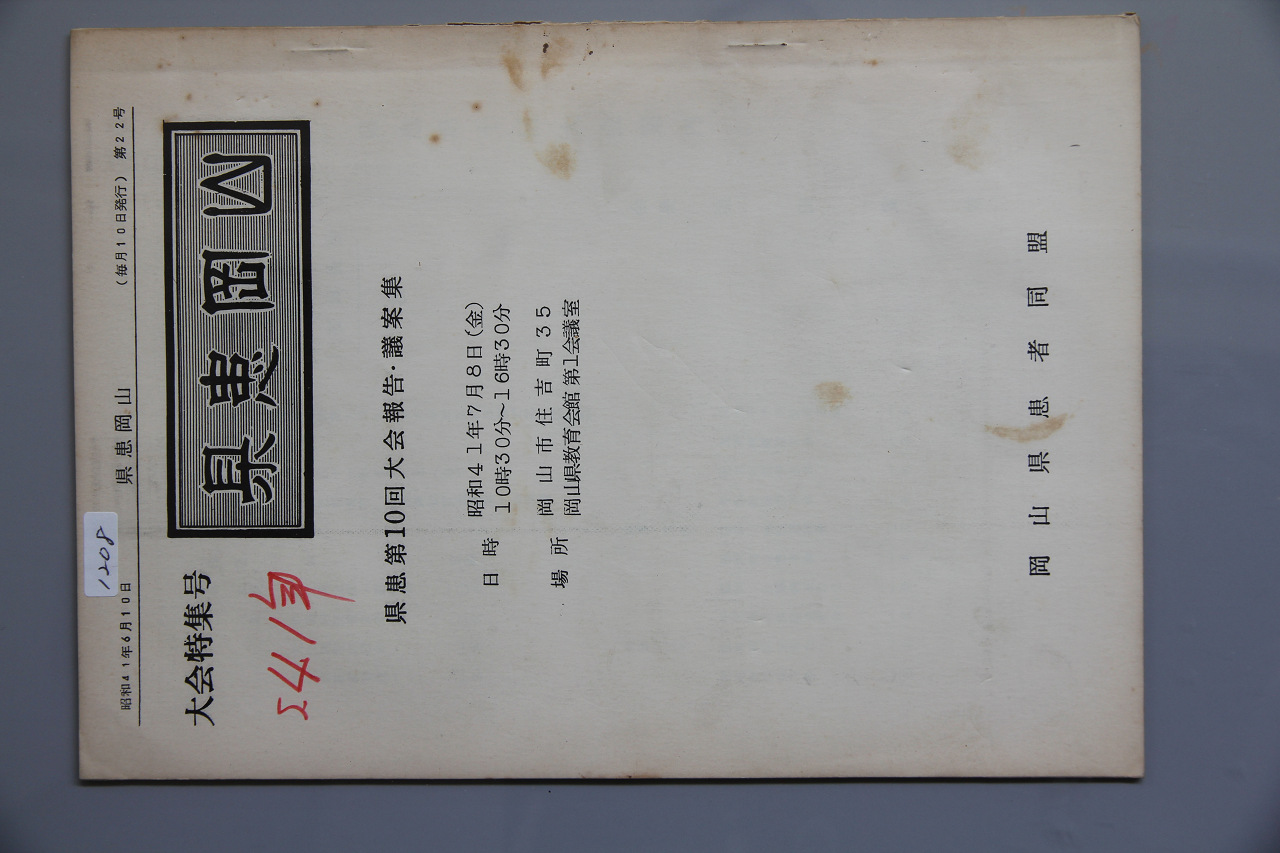 1208
昭和41年6月10日 県患岡山 (毎月10日発行) 第22号
大会特集号
県患岡山
41年
県患第10回大会報告・議案集
日時 昭和41年7月8日(金)
10時30分～16時30分
場所 岡山市住吉町35
岡山県教育会館第1会議室
岡山県患者同盟